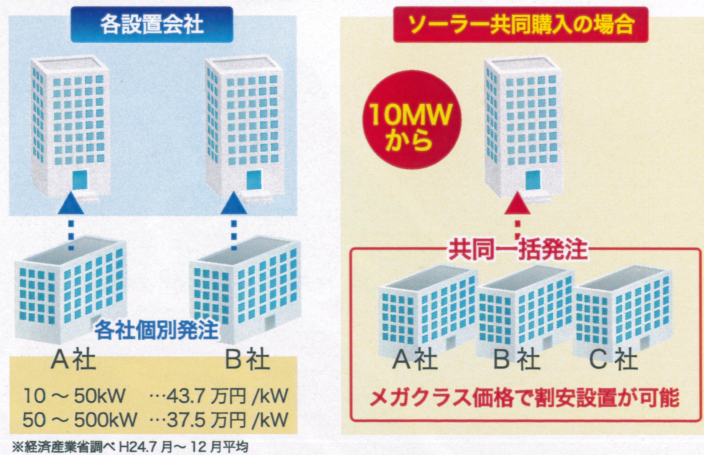 各設置会社
各社個別発注
A社
B社
10～50kW …43.7万円/kW
50～500kW …37.5万円/kW
※経済産業省調べ H24.7月～12月平均
ソーラー共同購入の場合
10MW
から
共同一括発注
A社
B社
C社
メガクラス価格で割安設置が可能